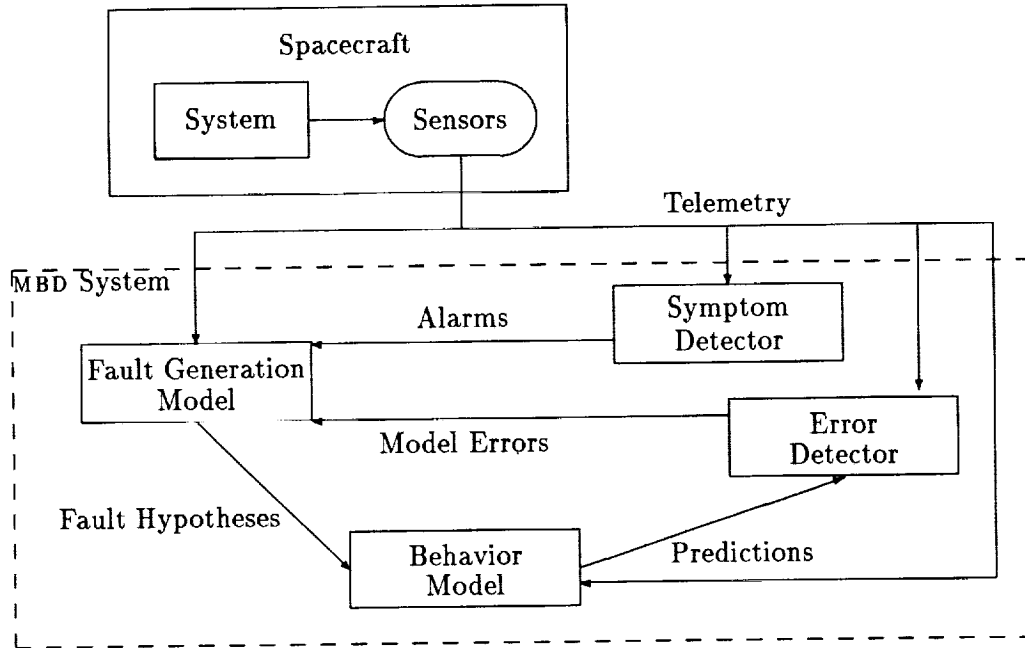 Spacecraft
System
Sensors
Telemetry
MBD System
Symptom
Detector
Alarms
Fault Generation
Model
Error
Detector
Model Errors
Fault Hypotheses
Behavior
Model
Predictions